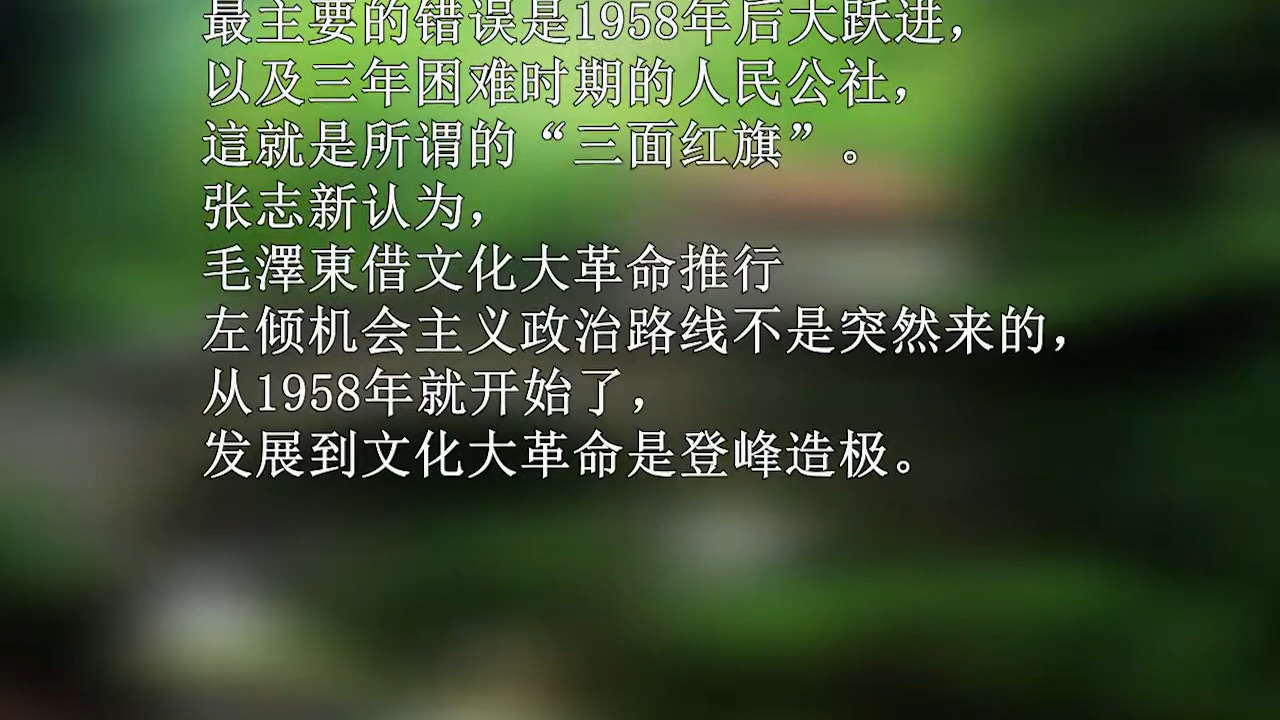 最主要的错误是1958年后大跃进，
以及三年困难时期的人民公社，
這就是所谓的“三面红旗”。
张志新认为，
毛澤東借文化大革命推行
左倾机会主义政治路线不是突然来的，
从1958年就开始了，
发展到文化大革命是登峰造极。